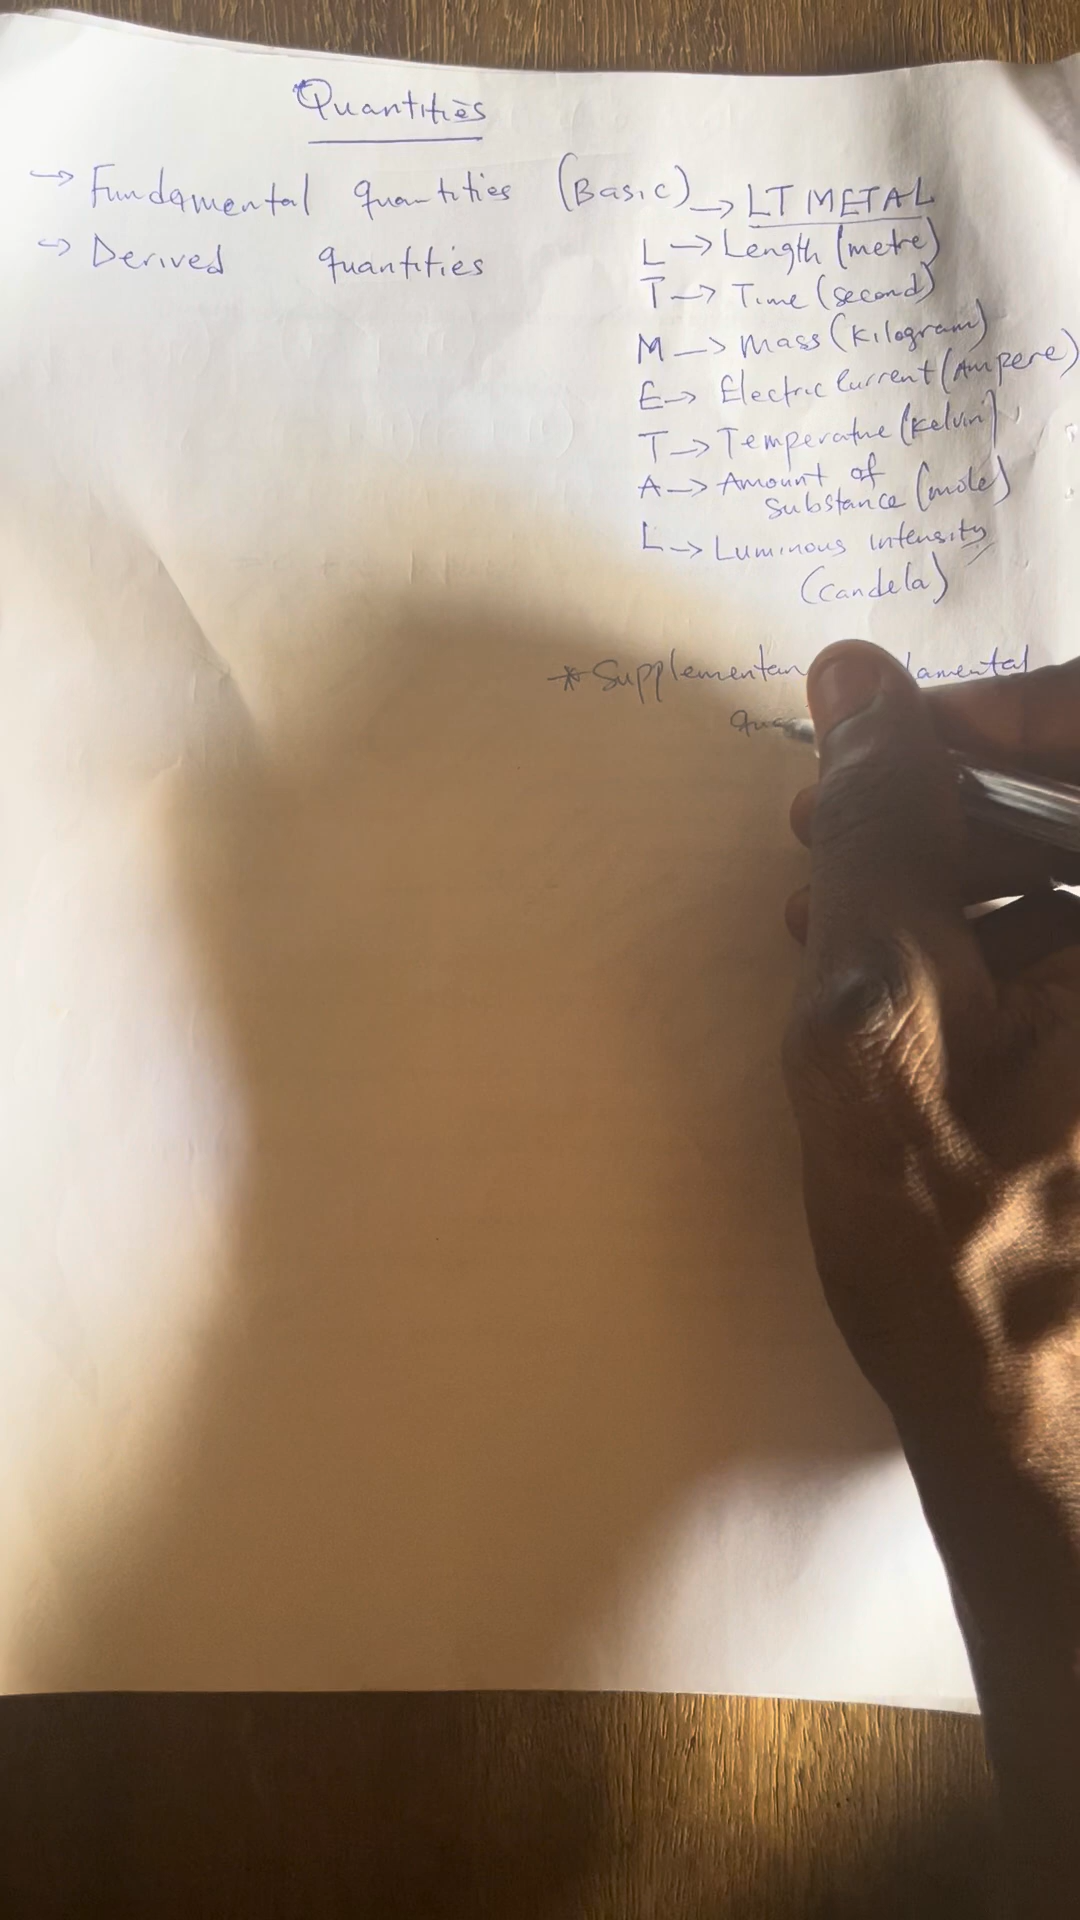 Quantities
→ Fundamental quantities (Basic) → LT METAL
→ Derived quantities
L → Length (metre)
T → Time (second)
M → Mass (Kilogram)
E → Electric Current (Ampere)
T → Temperature (Kelvin)
A → Amount of
Substance (mole)
L → Luminous intensity
(Candela)
* Supplementary